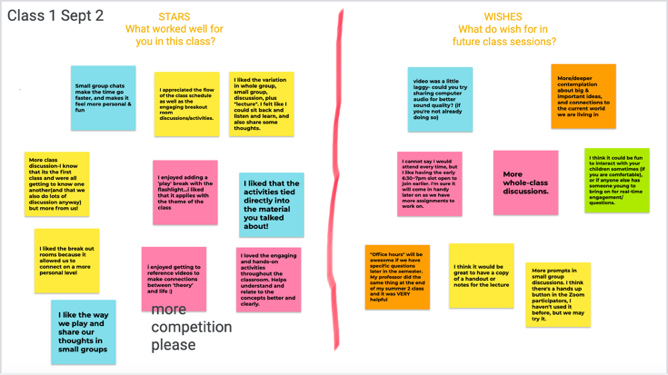 Class 1 Sept 2
STARS
What worked well for
you in this class?
WISHES
What do wish for in
future class sessions?
Small group chats
make the time go
faster, and makes it
feel more personal &
fun
I appreciated the flow of
the class schedule
as well as the
engaging breakout
room
discussions/activities.
I liked the variation
in whole group,
small group,
discussion, plus
"lecture". I felt like I
could sit back and
listen and learn, and
also share some
thoughts.
More class
discussion-I know
that its the first
class and were all
getting to know one
another(and that we
also do lots of
discussion anyway)
but more from us!
I enjoyed adding a
'play' break with the
flashlight...I liked
that it applies with
the theme of the
class
I liked that the
activities tied
directly into
the material
you talked
about!
I liked the break out
rooms because it
allowed us to
connect on a more
personal level
I enjoyed getting to
reference videos to
make connections
between 'theory'
and life :)
I loved the engaging
and hands-on
activities
throughout the
classroom. Helps
understand and
relate to the
concepts better and
clearly.
I like the way
we play and
share our
thoughts in
small groups
more
competition
please
video was a little
laggy- could you try
sharing computer
audio for better
sound quality? (if
you're not already
doing so)
More/deeper
contemplation
about big &
important ideas,
and connections to
the current world
we are living in
I cannot say I would
attend every time, but
I like having the early
6:30-7pm slot open to
join earlier. I'm sure it
will come in handy
later on as we
have more
assignments to
work on.
More
whole-class
discussions.
I think it could be fun
to interact with your
children sometimes (if
you are comfortable),
or if anyone else has
someone young to
bring on for real-time
engagement/
questions.
"Office hours" will be
awesome if we have
specific questions
later in the semester.
My professor did the
same thing at the end
of my summer 2 class
and it was VERY
helpful
I think it would be
great to have a copy of
a handout or
notes for the lecture
More prompts in
small group
discussions. I think
there's a hands up
button in the Zoom
participators, I
haven't used it
before, but we may
try it.